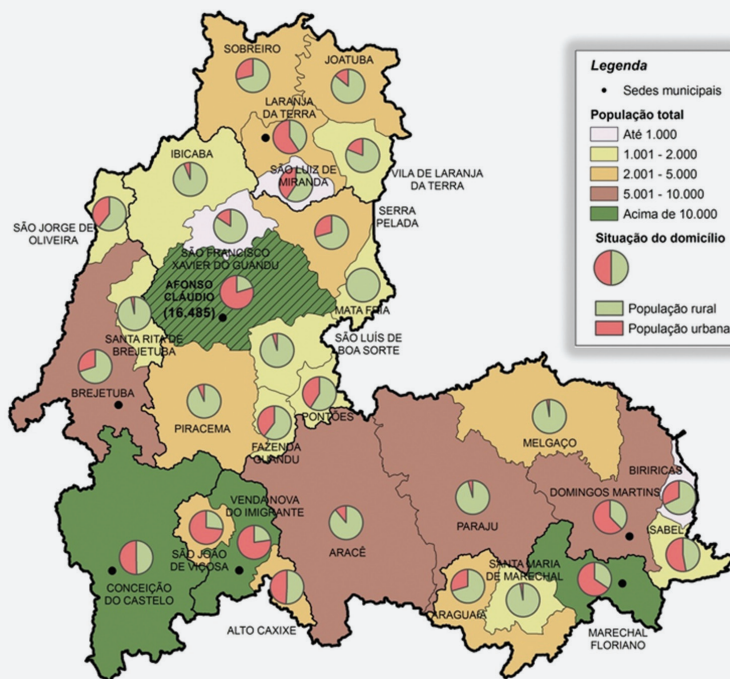 SOBREIRO
JOATUBA
LARANJA
DA TERRA
IBICABA
SÃO LUIZ DE
MIRANDA
VILA DE LARANJA
DA TERRA
SÃO JORGE DE
OLIVEIRA
SERRA
PELADA
SÃO FRANCISCO
XAVIER DO GUANDU
AFONSO
CLÁUDIO
(16.485)
MATA FRIA
SANTA RITA DE
BREJETUBA
SÃO LUÍS DE
BOA SORTE
BREJETUBA
PIRACEMA
PONTÕES
FAZENDA
GUANDU
MELGAÇO
BIRIRICAS
DOMINGOS MARTINS
VENDA NOVA
DO IMIGRANTE
SÃO JOÃO
DE VIÇOSA
ARACÊ
PARAJU
ISABEL
CONCEIÇÃO
DO CASTELO
SANTA MARIA
DE MARECHAL
ARAGUAIA
ALTO CAXIXE
MARECHAL
FLORIANO
Legenda
Sedes municipais
População total
Até 1.000
1.001 - 2.000
2.001 - 5.000
5.001 - 10.000
Acima de 10.000
Situação do domicílio
População rural
População urbana